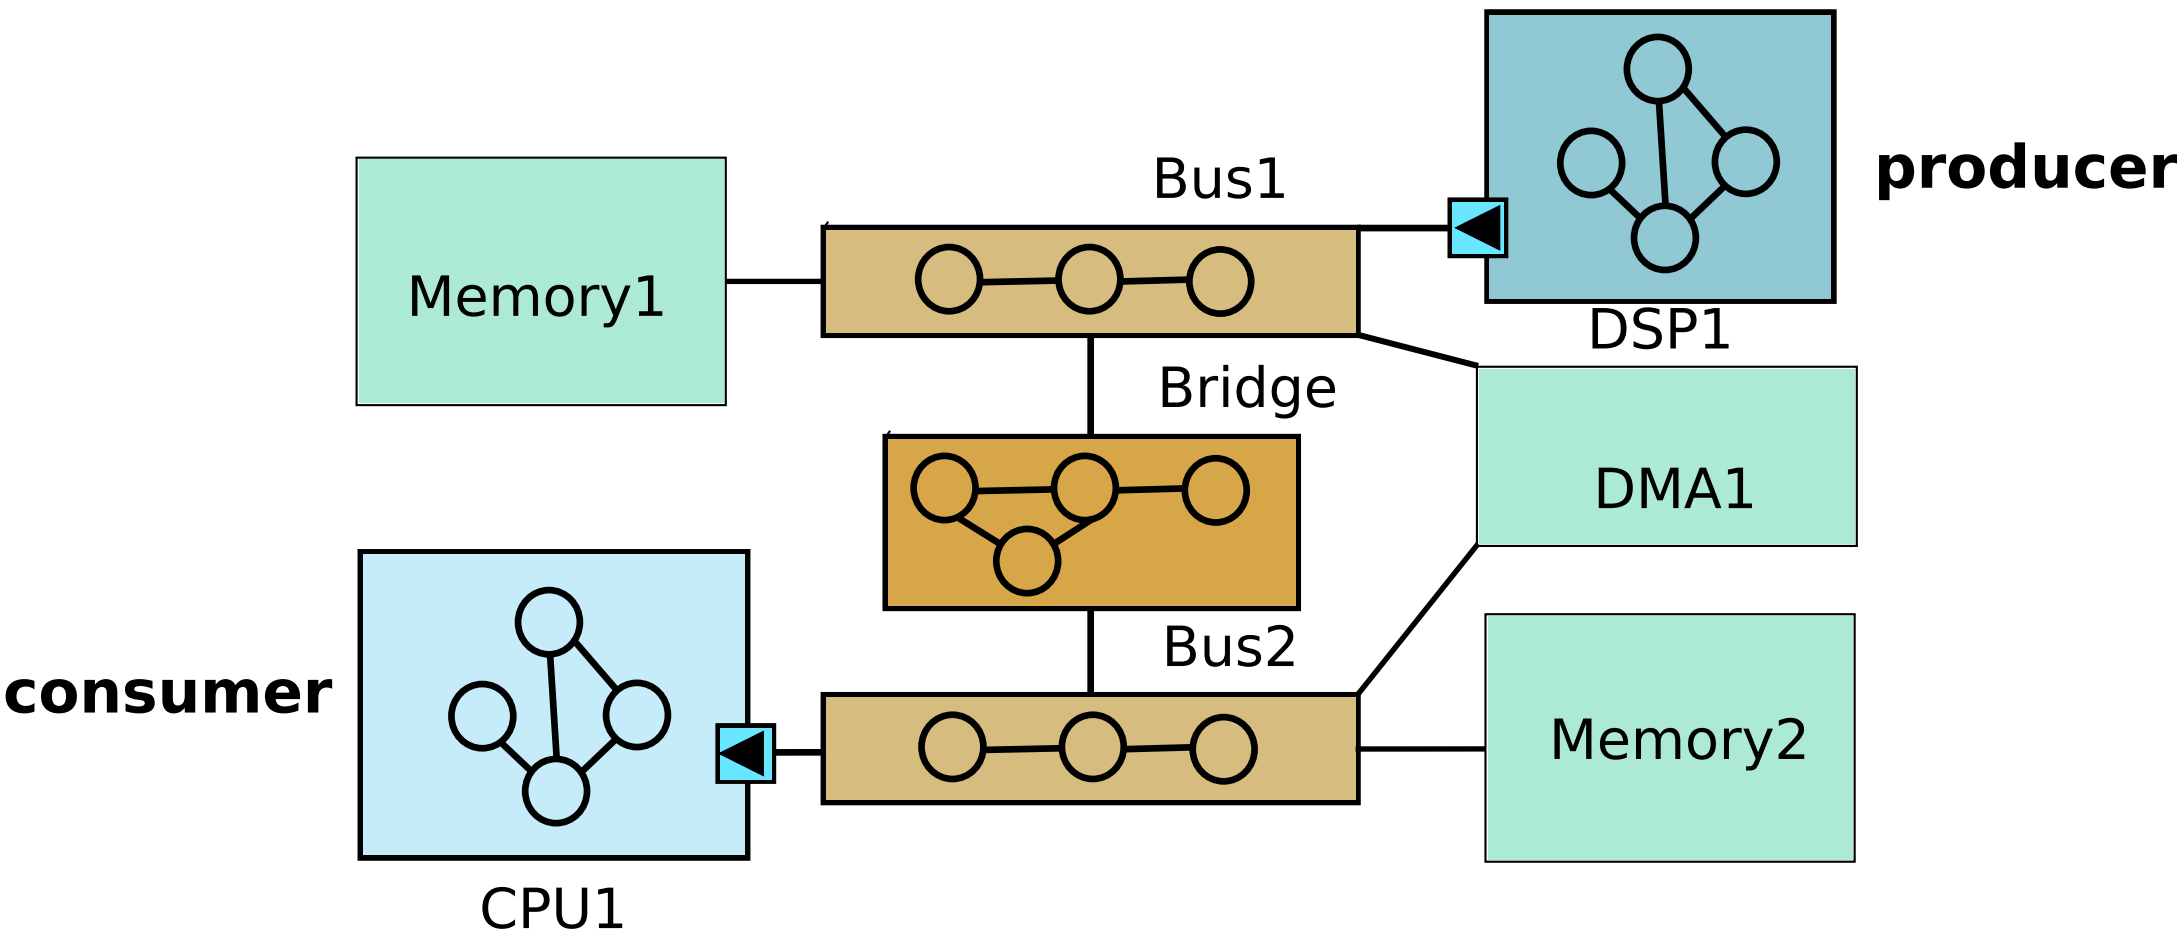 Bus1
producer
Memory1
DSP1
Bridge
DMA1
Bus2
consumer
Memory2
CPU1